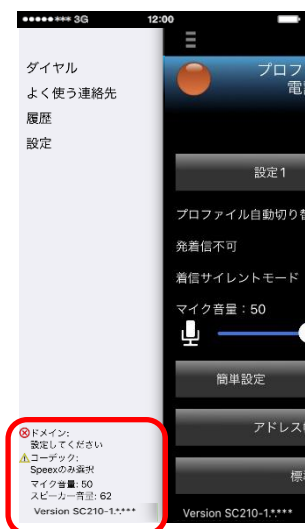 ●●●●●*** 3G 12:00
ダイヤル
よく使う連絡先
履歴
設定
ドメイン:
設定してください
コーデック:
Speexのみ選択
マイク音量: 50
スピーカー音量: 62
Version SC210-1.*.***
プロフ
電
設定1
プロファイル自動切り替
発着信不可
着信サイレントモード
マイク音量：50
簡単設定
アドレス
標
Version SC210-1.*.***